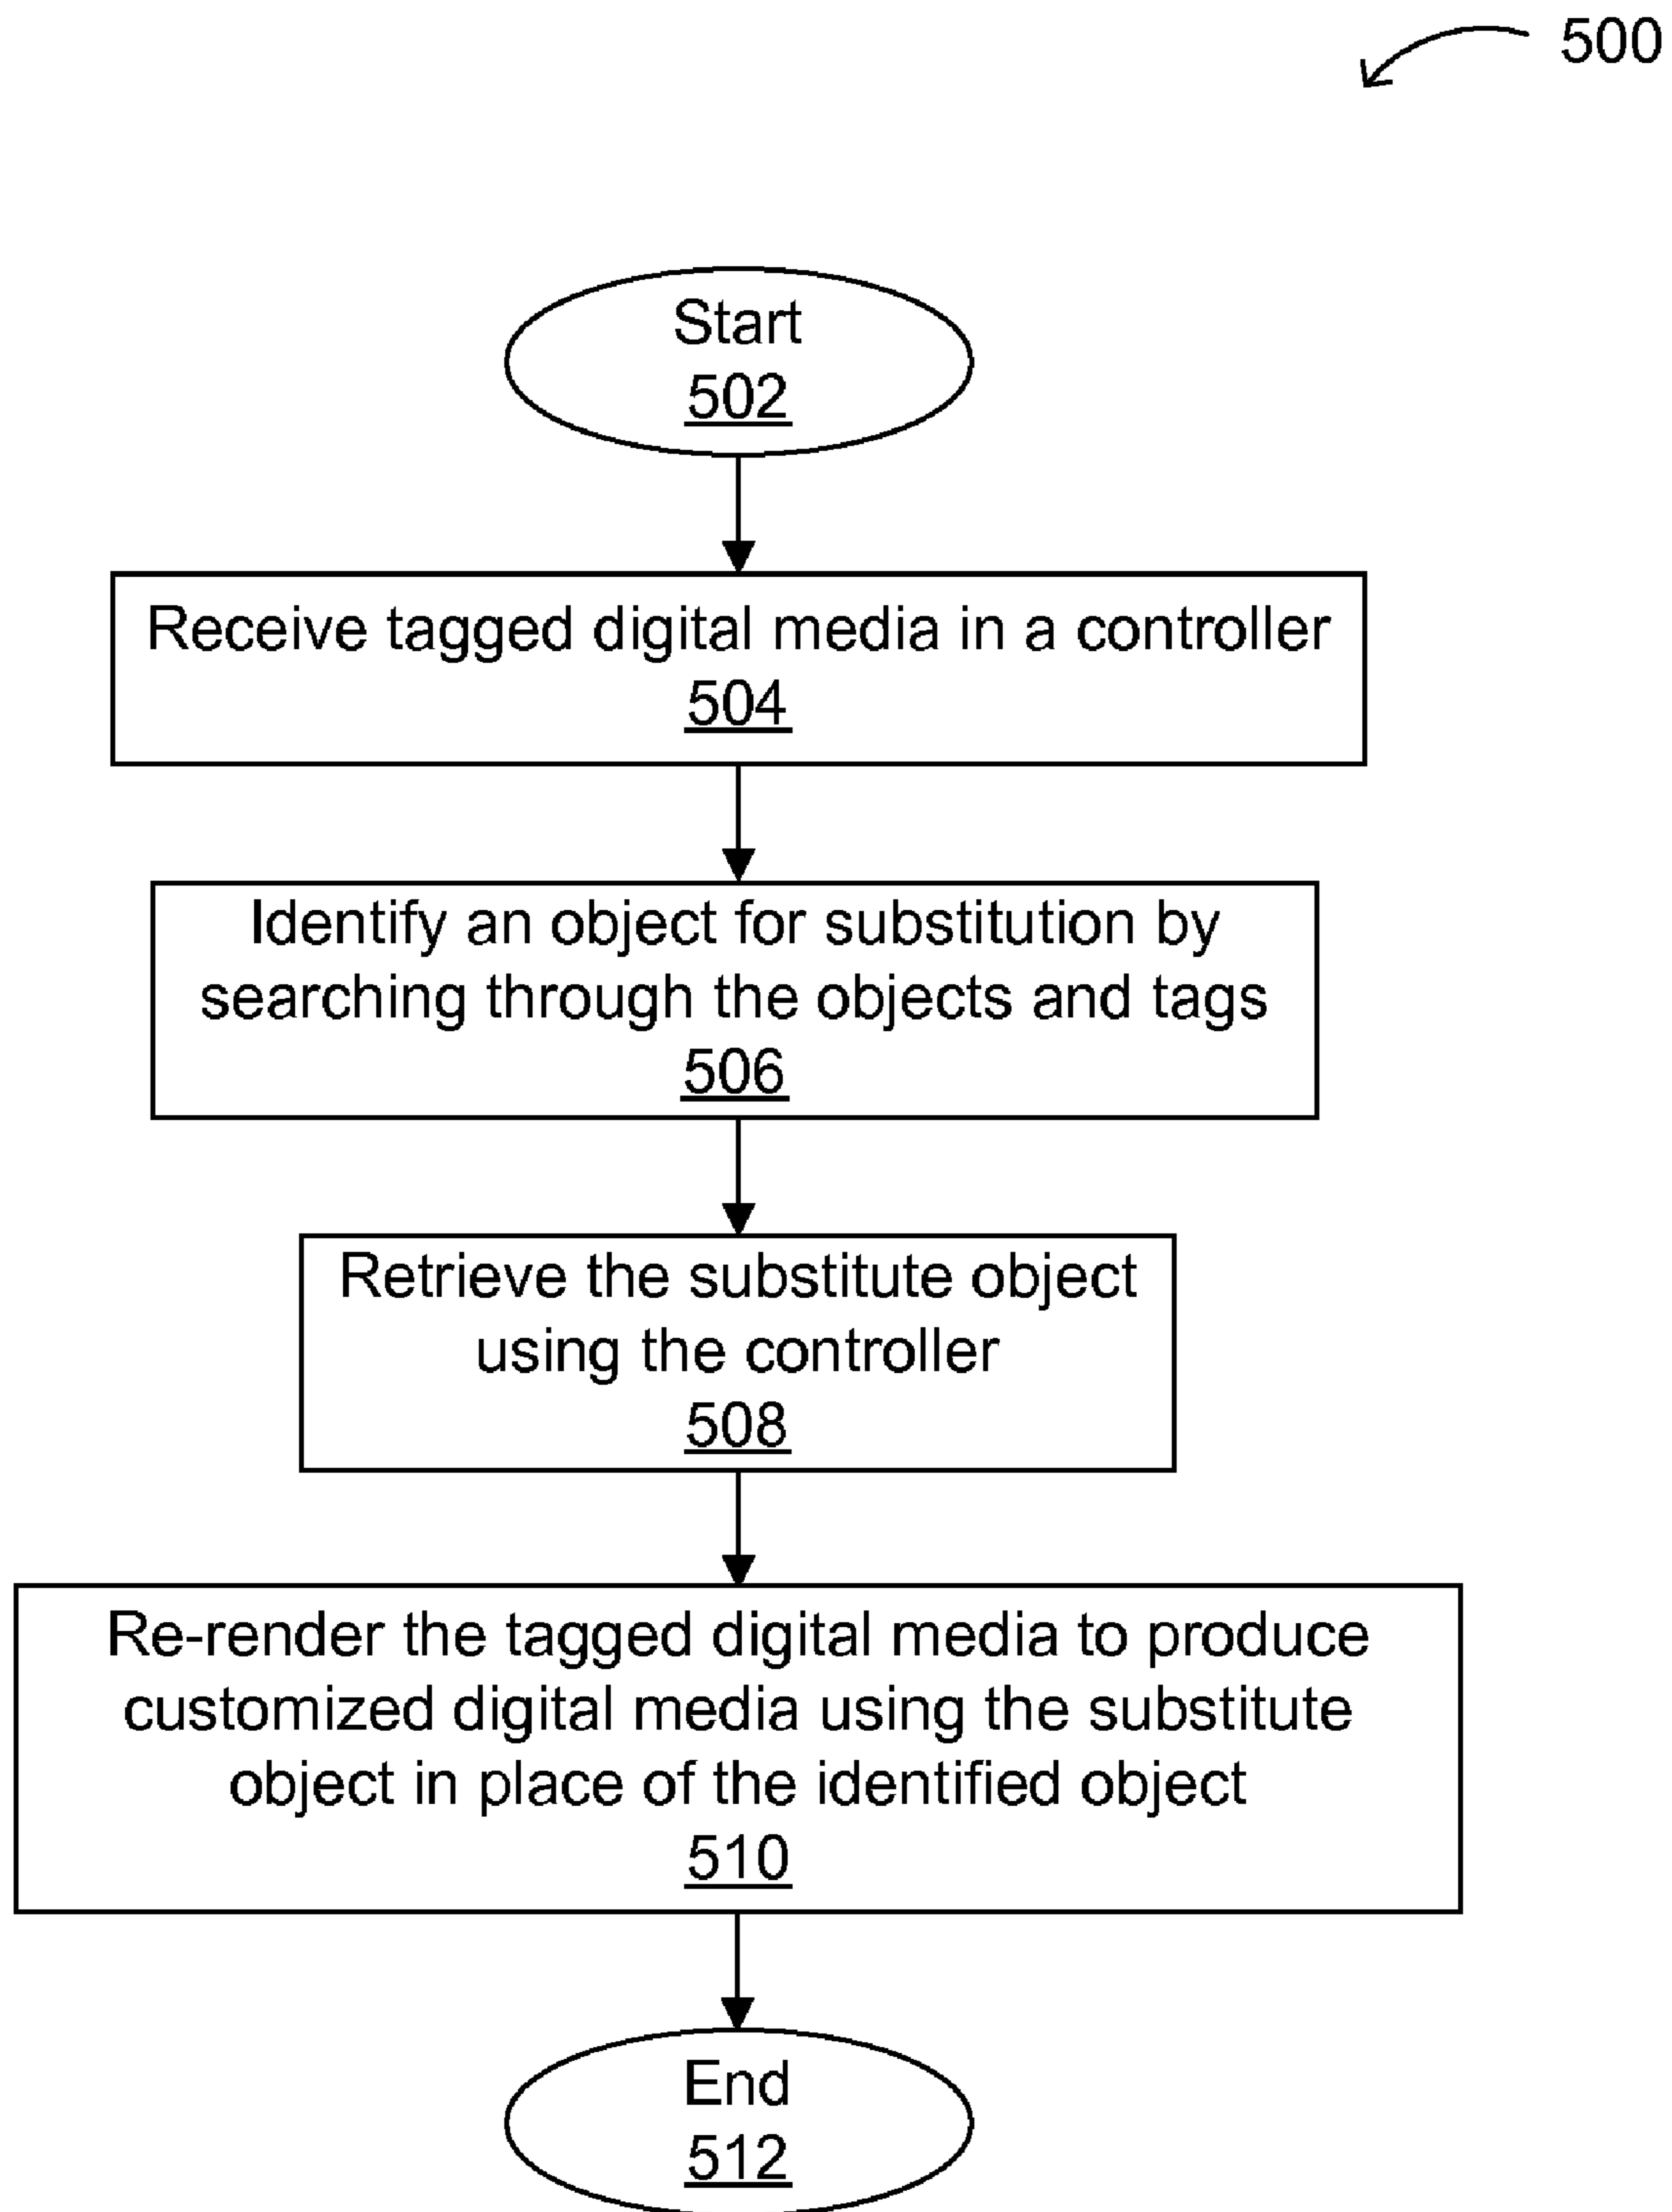 500
Start
502
Receive tagged digital media in a controller
504
Identify an object for substitution by
searching through the objects and tags
506
Retrieve the substitute object
using the controller
508
Re-render the tagged digital media to produce
customized digital media using the substitute
object in place of the identified object
510
End
512